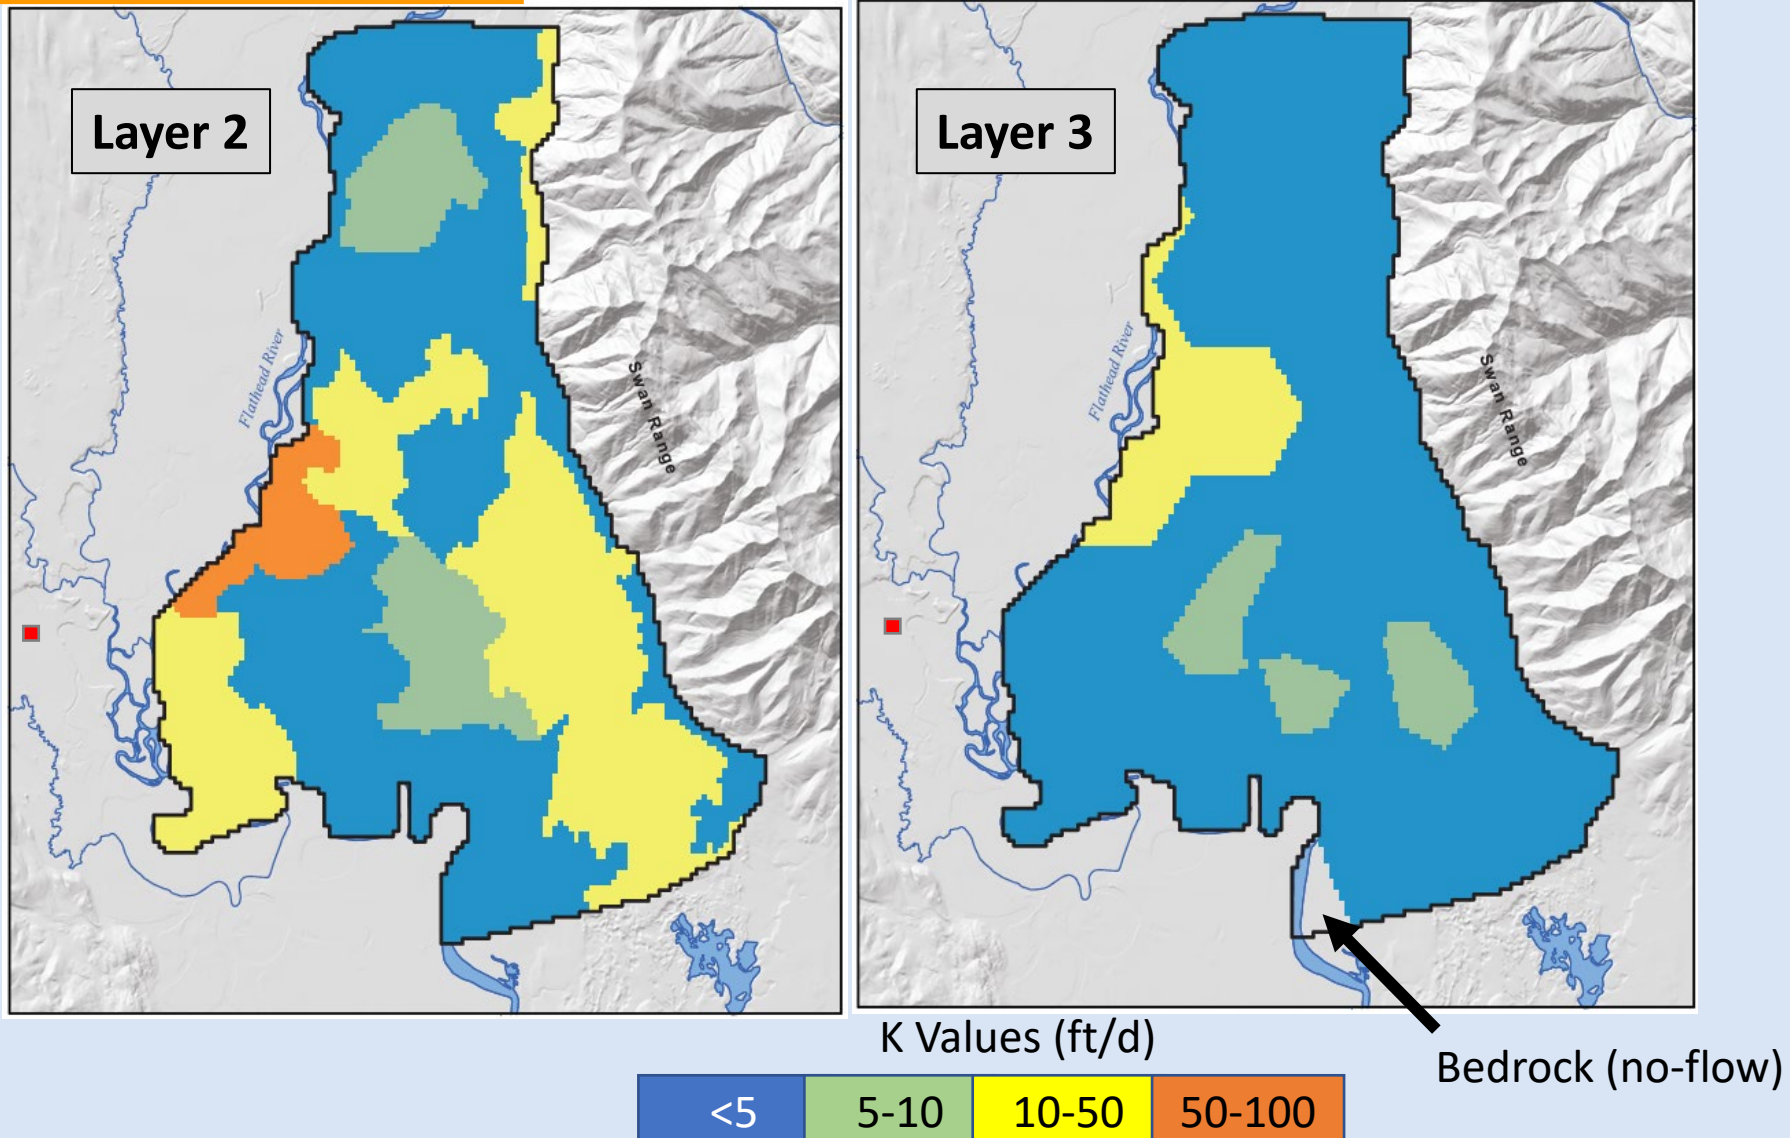 Layer 2
Layer 3
Flathead River
Swan Range
Flathead River
Swan Range
K Values (ft/d)
Bedrock (no-flow)
<5 5-10 10-50 50-100